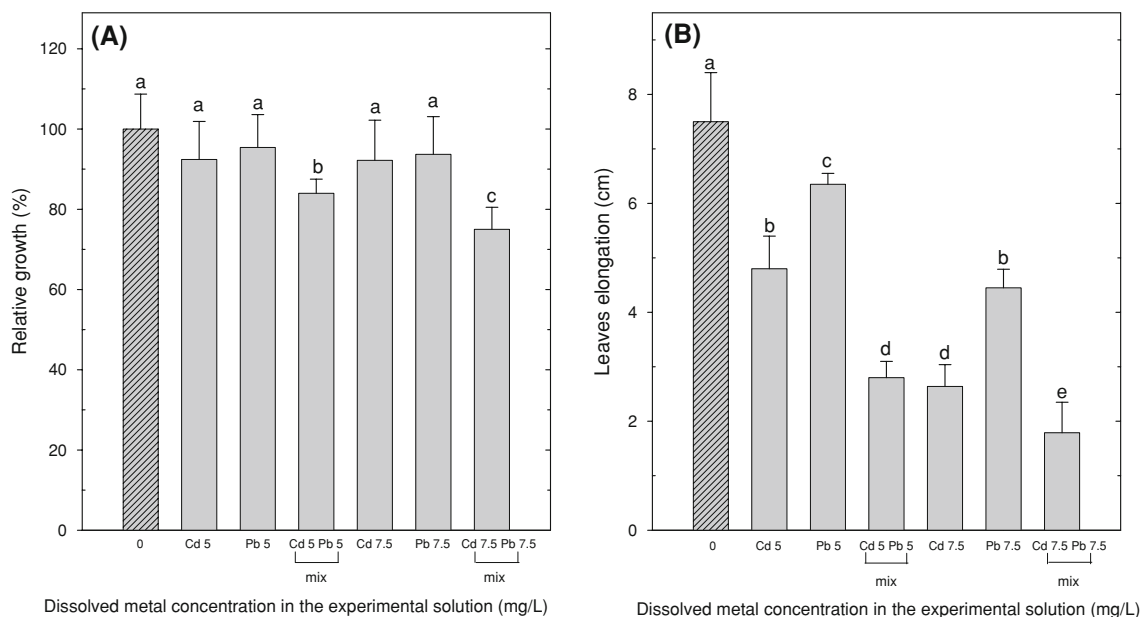 (A)
120
100
80
60
40
20
0
Relative growth (%)
a
a
a
b
a
a
c
0
Cd 5
Pb 5
Cd 5 Pb 5
Cd 7.5
Pb 7.5
Cd 7.5 Pb 7.5
mix
mix
Dissolved metal concentration in the experimental solution (mg/L)
(B)
8
6
4
2
0
Leaves elongation (cm)
a
b
c
d
d
b
e
0
Cd 5
Pb 5
Cd 5 Pb 5
Cd 7.5
Pb 7.5
Cd 7.5 Pb 7.5
mix
mix
Dissolved metal concentration in the experimental solution (mg/L)